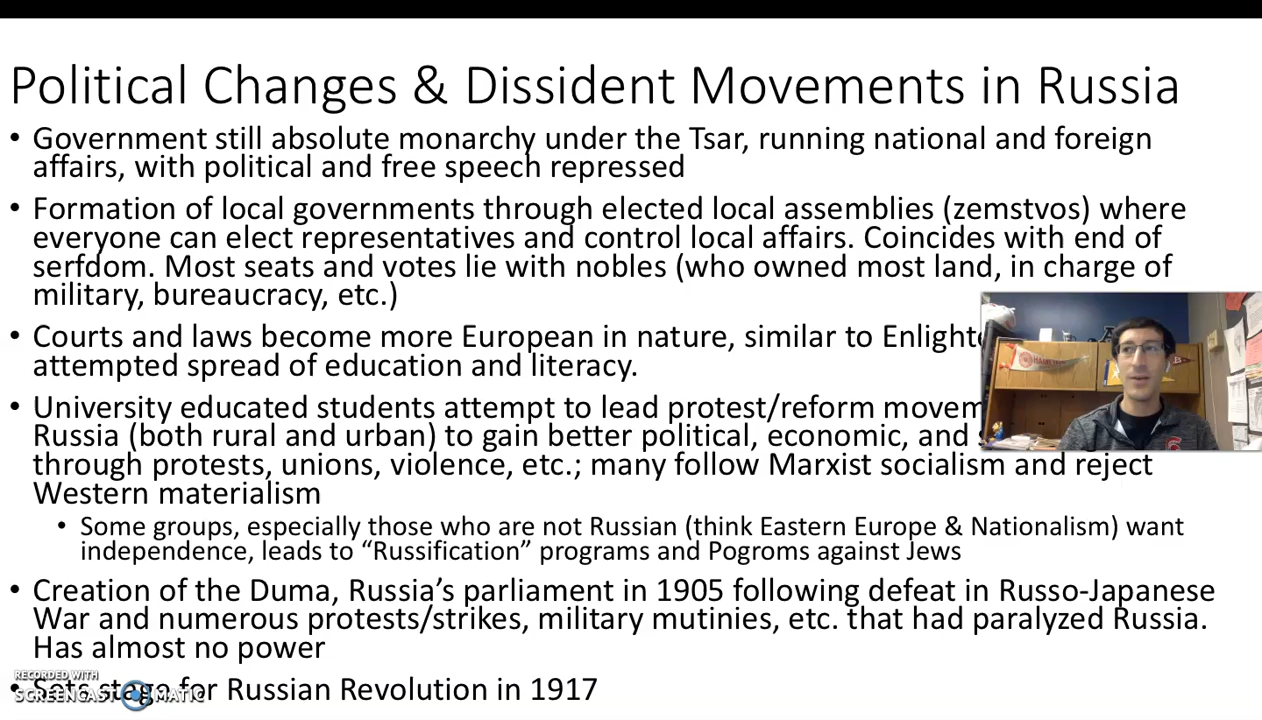 Political Changes & Dissident Movements in Russia
• Government still absolute monarchy under the Tsar, running national and foreign
affairs, with political and free speech repressed
• Formation of local governments through elected local assemblies (zemstvos) where
everyone can elect representatives and control local affairs. Coincides with end of
serfdom. Most seats and votes lie with nobles (who owned most land, in charge of
military, bureaucracy, etc.)
• Courts and laws become more European in nature, similar to
attempted spread of education and literacy.
• University educated students attempt to lead protest/reform
Russia (both rural and urban) to gain better political, economic, and
through protests, unions, violence, etc.; many follow Marxist socialism and reject
Western materialism
• Some groups, especially those who are not Russian (think Eastern Europe & Nationalism) want
independence, leads to “Russification” programs and Pogroms against Jews
• Creation of the Duma, Russia’s parliament in 1905 following defeat in Russo-Japanese
War and numerous protests/strikes, military mutinies, etc. that had paralyzed Russia.
Has almost no power
RECORDED WITH
SCREENCAST-O-MATIC
• Sets stage for Russian Revolution in 1917